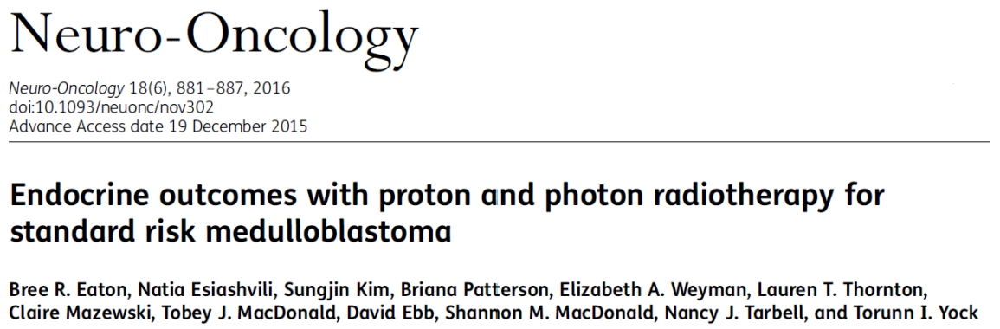 Neuro-Oncology
Neuro-Oncology 18(6), 881–887, 2016
doi:10.1093/neuonc/nov302
Advance Access date 19 December 2015
Endocrine outcomes with proton and photon radiotherapy for
standard risk medulloblastoma
Bree R. Eaton, Natia Esiashvili, Sungjin Kim, Briana Patterson, Elizabeth A. Weyman, Lauren T. Thornton,
Claire Mazewski, Tobey J. MacDonald, David Ebb, Shannon M. MacDonald, Nancy J. Tarbell, and Torunn I. Yock